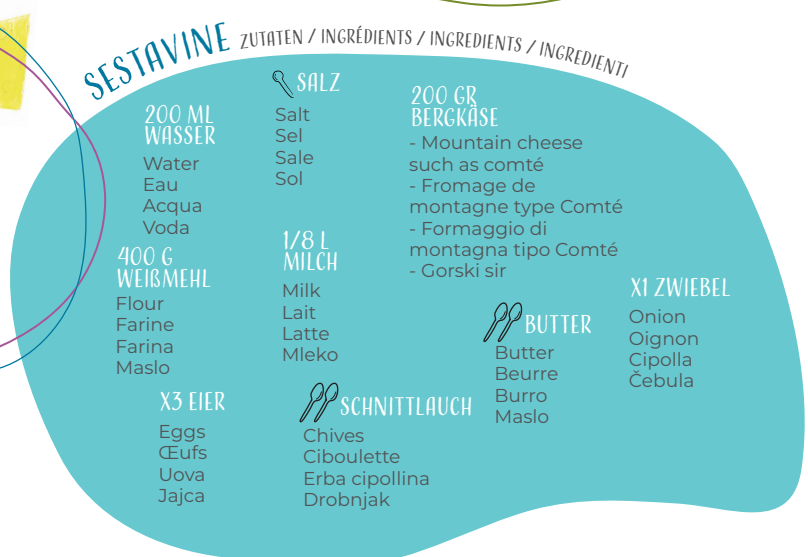 SESTAVINE ZUTATEN / INGRÉDIENTS / INGREDIENTS / INGREDIENTI
200 ML
WASSER
Water
Eau
Acqua
Voda
SALZ
Salt
Sel
Sale
Sol
200 GR
BERGKÄSE
- Mountain cheese
such as comté
- Fromage de
montagne type Comté
- Formaggio di
montagna tipo Comté
- Gorski sir
400 G
WEIßMEHL
Flour
Farine
Farina
Maslo
1/8 L
MILCH
Milk
Lait
Latte
Mleko
BUTTER
Butter
Beurre
Burro
Maslo
X1 ZWIEBEL
Onion
Oignon
Cipolla
Čebula
X3 EIER
Eggs
Œufs
Uova
Jajca
SCHNITTLAUCH
Chives
Ciboulette
Erba cipollina
Drobnjak